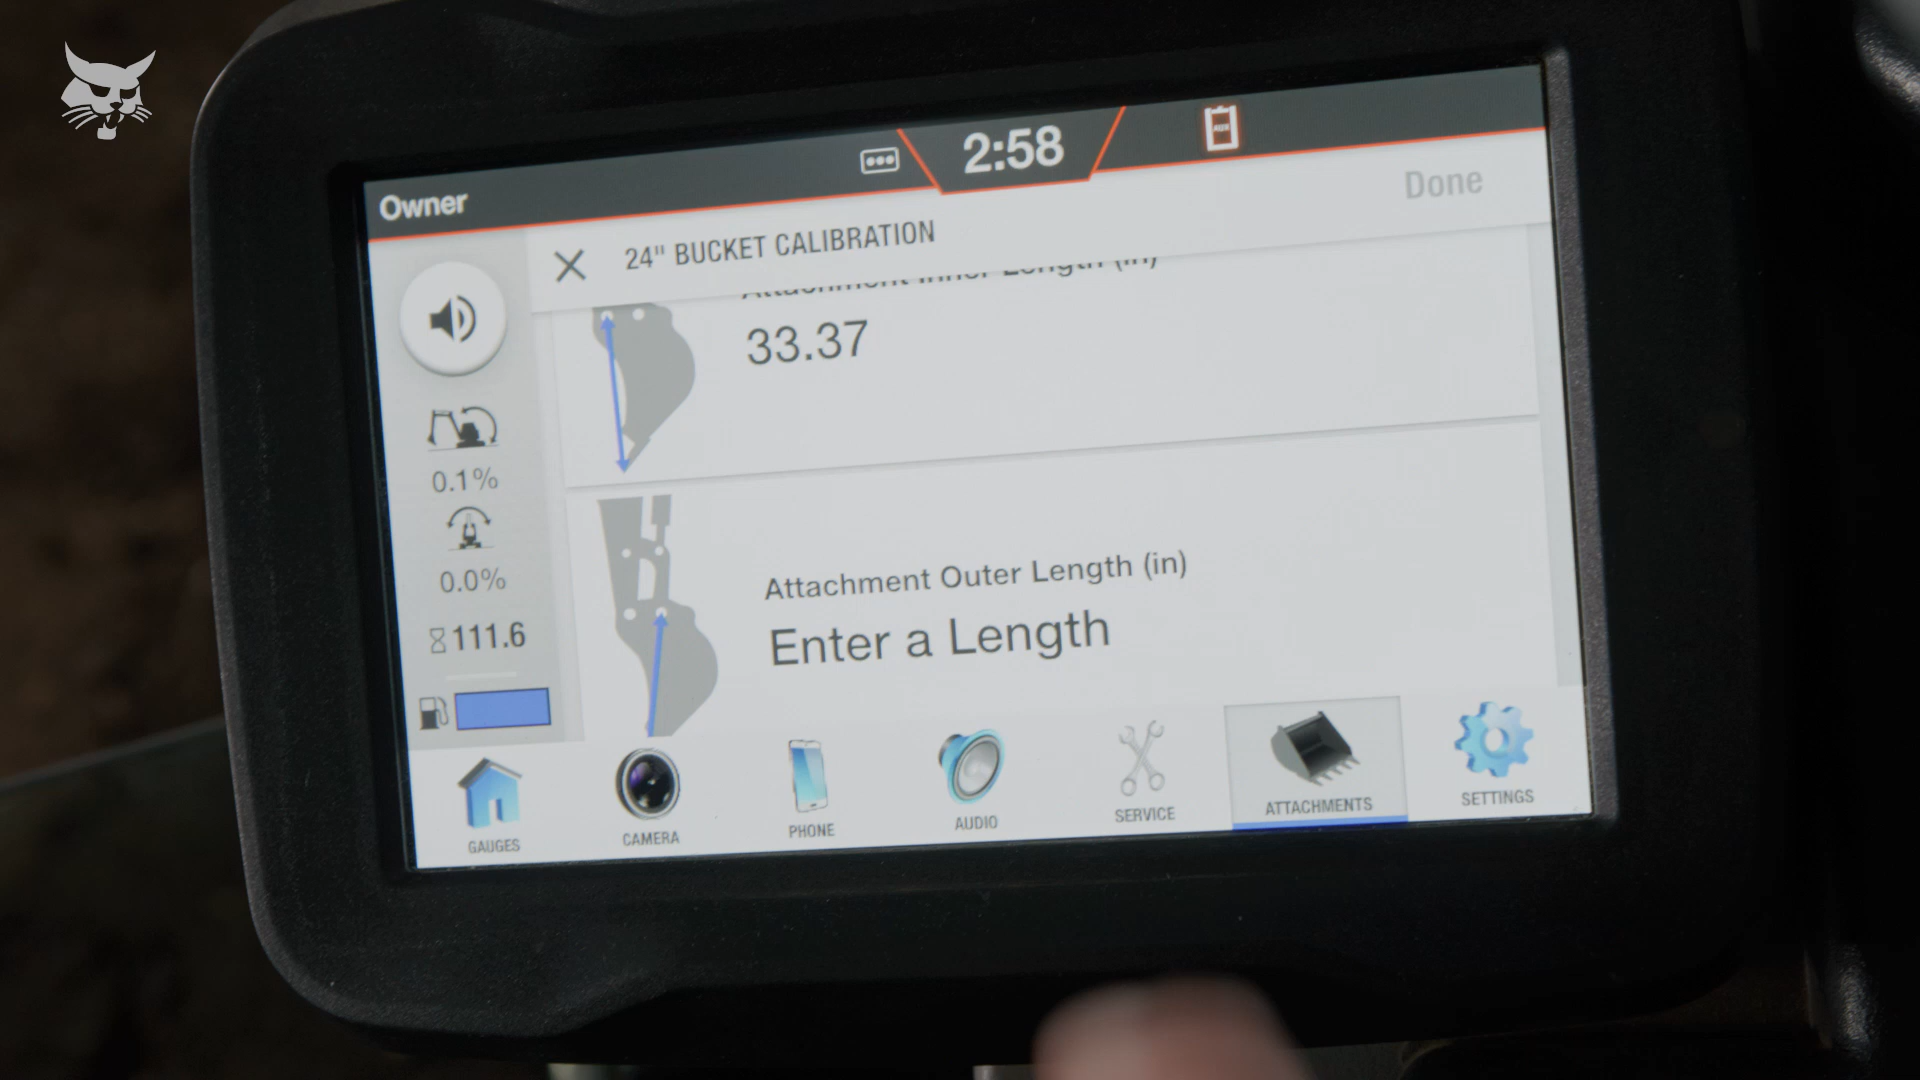 Owner
2:58
AUX
24" BUCKET CALIBRATION
Done
Attachment Inner Length (in)
33.37
0.1%
0.0%
111.6
Attachment Outer Length (in)
Enter a Length
GAUGES
CAMERA
PHONE
AUDIO
SERVICE
ATTACHMENTS
SETTINGS